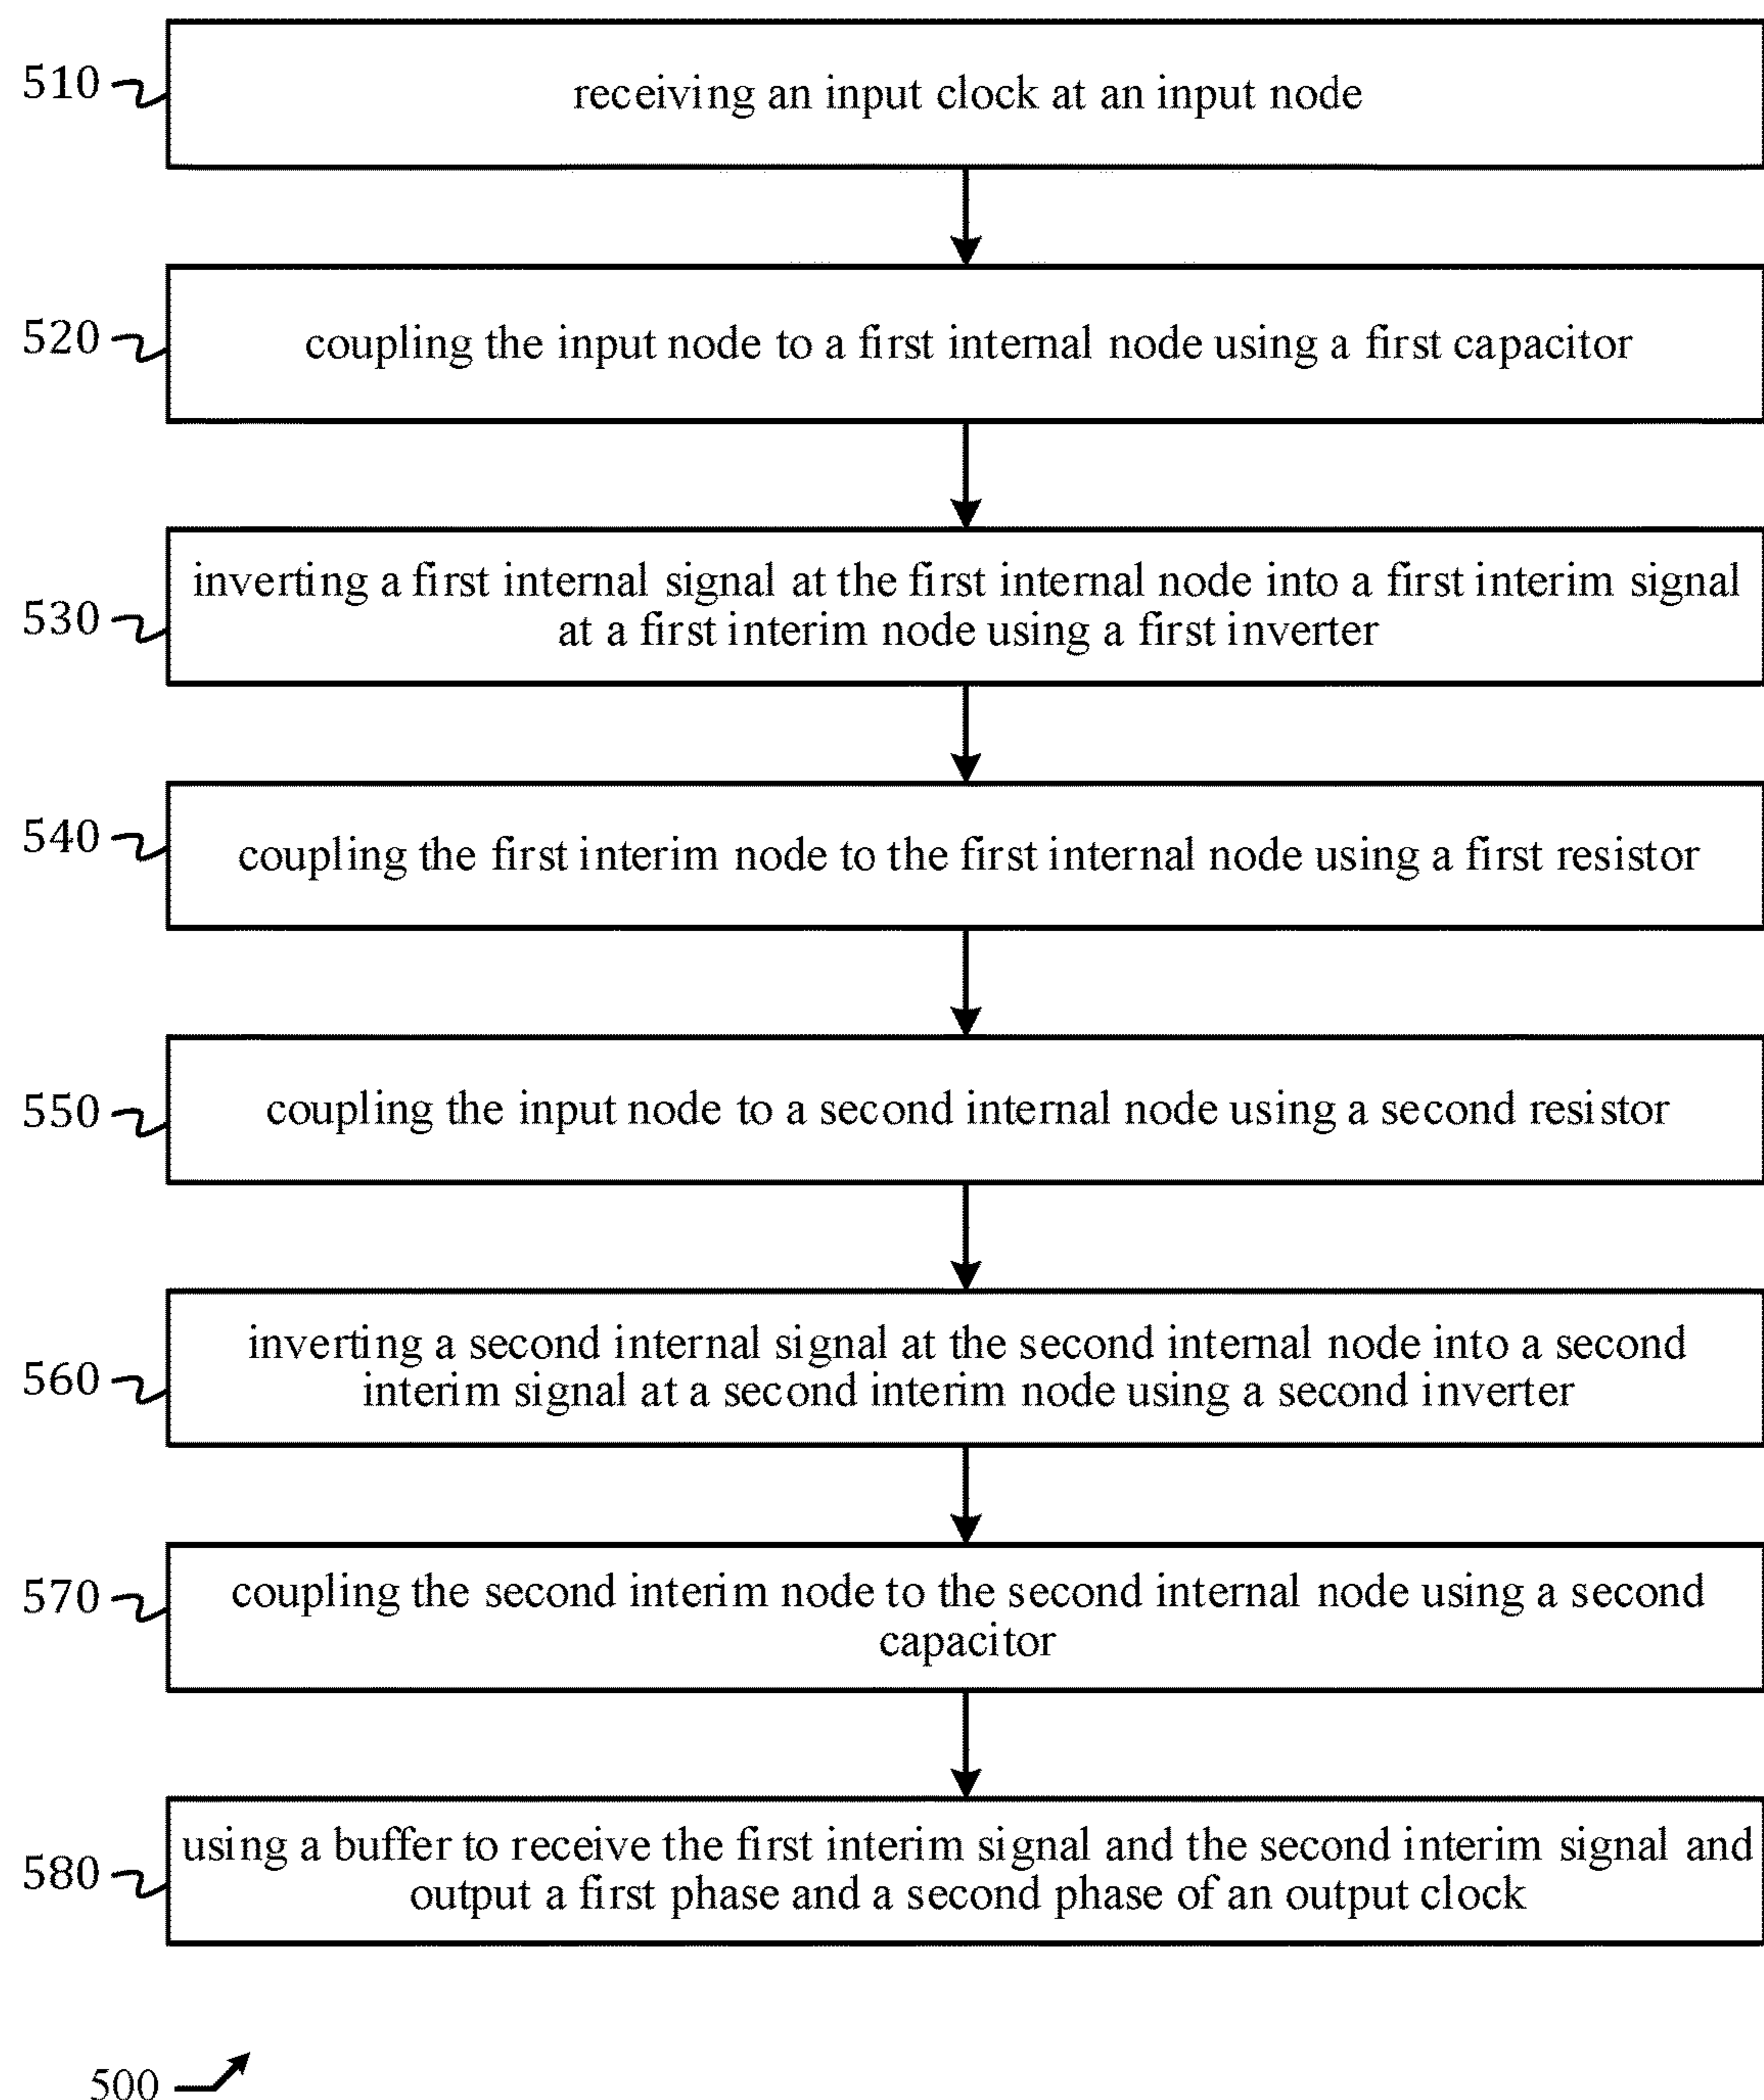 510
receiving an input clock at an input node
520
coupling the input node to a first internal node using a first capacitor
530
inverting a first internal signal at the first internal node into a first interim signal
at a first interim node using a first inverter
540
coupling the first interim node to the first internal node using a first resistor
550
coupling the input node to a second internal node using a second resistor
560
inverting a second internal signal at the second internal node into a second
interim signal at a second interim node using a second inverter
570
coupling the second interim node to the second internal node using a second
capacitor
580
using a buffer to receive the first interim signal and the second interim signal and
output a first phase and a second phase of an output clock
500